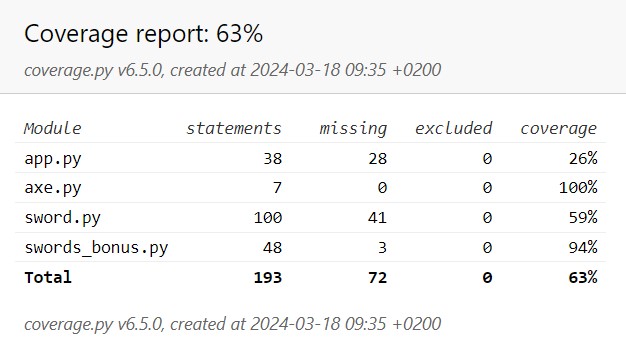 Coverage report: 63%
coverage.py v6.5.0, created at 2024-03-18 09:35 +0200
Module statements missing excluded coverage
app.py 38 28 0 26%
axe.py 7 0 0 100%
sword.py 100 41 0 59%
swords_bonus.py 48 3 0 94%
Total 193 72 0 63%
coverage.py v6.5.0, created at 2024-03-18 09:35 +0200